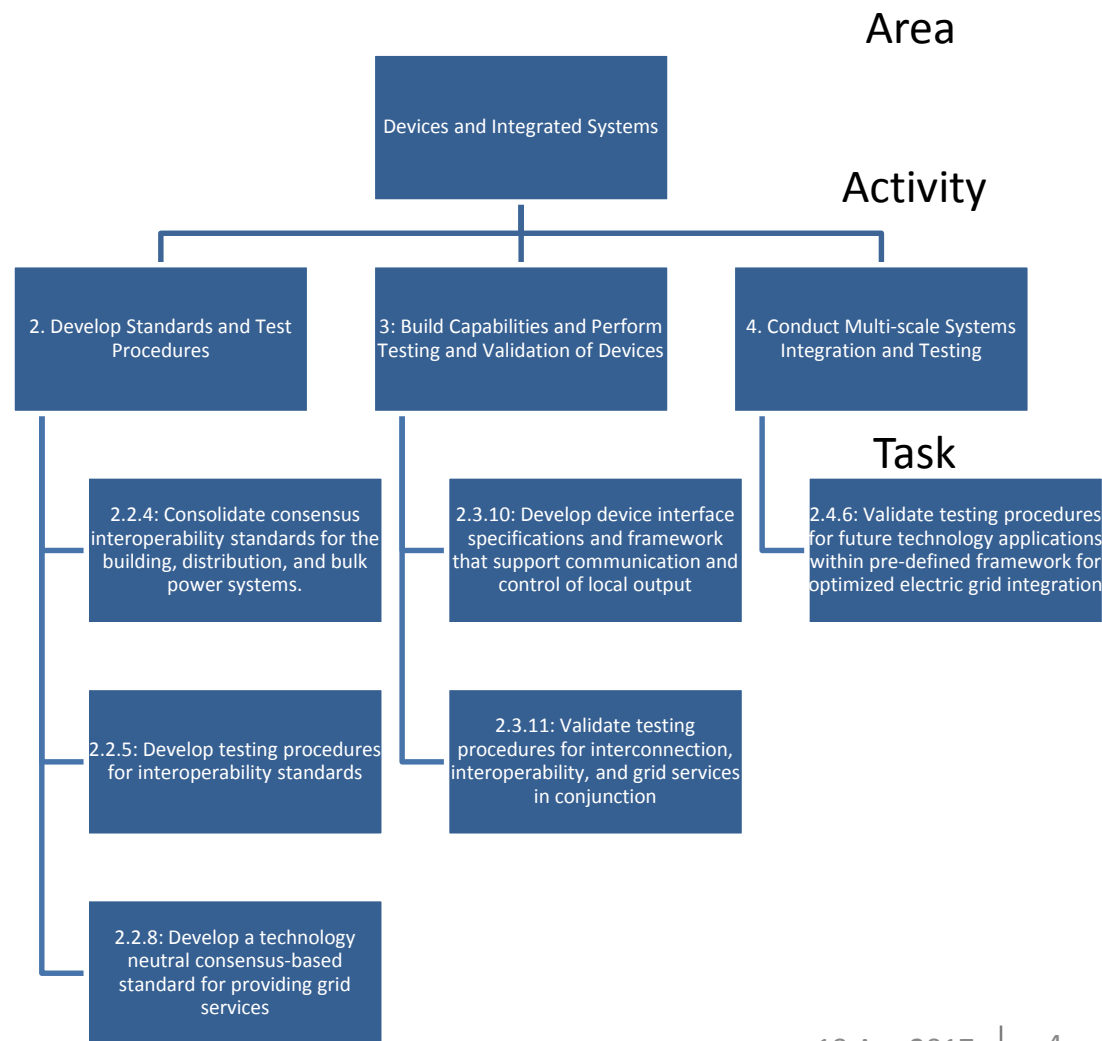 Area
Devices and Integrated Systems
Activity
2. Develop Standards and Test
Procedures
3: Build Capabilities and Perform
Testing and Validation of Devices
4. Conduct Multi-scale Systems
Integration and Testing
Task
2.2.4: Consolidate consensus
interoperability standards for the
building, distribution, and bulk
power systems.
2.3.10: Develop device interface
specifications and framework
that support communication and
control of local output
2.4.6: Validate testing procedures
for future technology applications
within pre-defined framework for
optimized electric grid integration
2.2.5: Develop testing procedures
for interoperability standards
2.3.11: Validate testing
procedures for interconnection,
interoperability, and grid services
in conjunction
2.2.8: Develop a technology
neutral consensus-based
standard for providing grid
services
2017
4